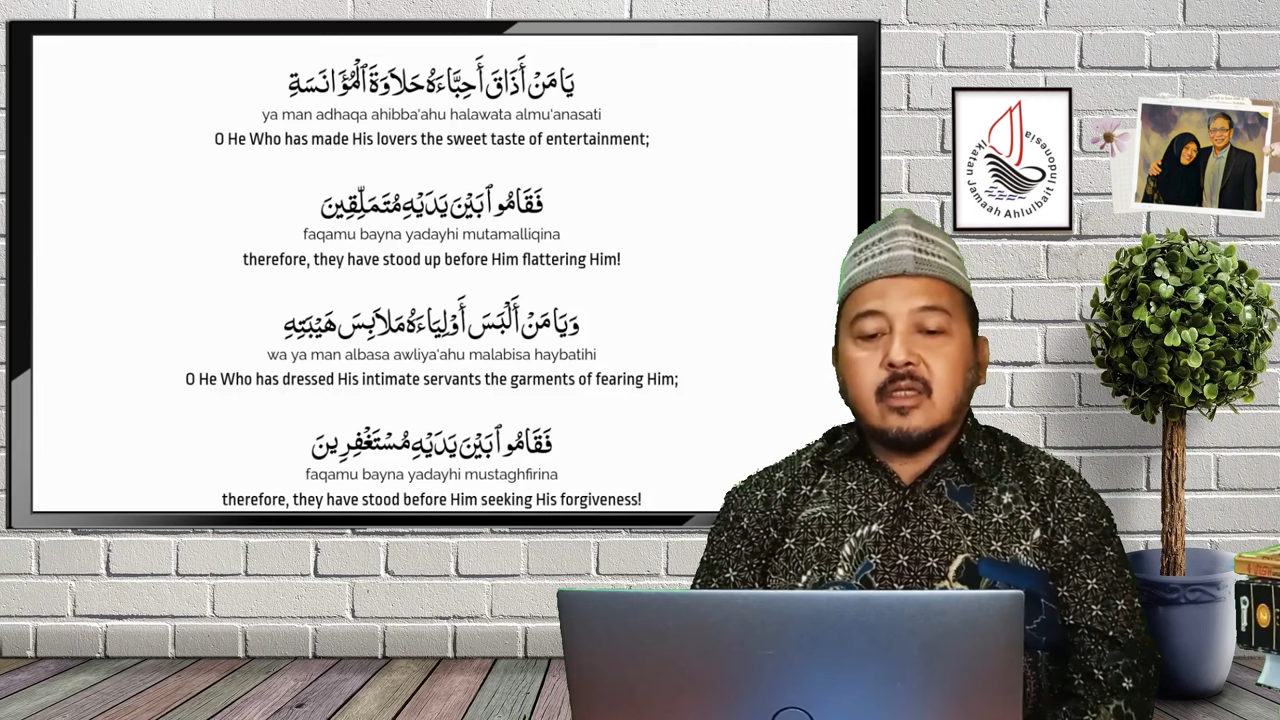 يَا مَنْ أَذَاقَ أَحِبَّاءَهُ حَلاَوَةَ ٱلْمُؤَانَسَةِ
ya man adhaqa ahibba'ahu halawata almu'anasati
O He Who has made His lovers the sweet taste of entertainment;
فَقَامُوٱ بَيْنَ يَدَيْهِ مُتَمَلِّقِينَ
faqamu bayna yadayhi mutamalliqina
therefore, they have stood up before Him flattering Him!
وَيَا مَنْ أَلْبَسَ أَوْلِيَاءَهُ مَلاَبِسَ هَيْبَتِهِ
wa ya man albasa awliya'ahu malabisa haybatihi
O He Who has dressed His intimate servants the garments of fearing Him;
فَقَامُوٱ بَيْنَ يَدَيْهِ مُسْتَغْفِرِينَ
faqamu bayna yadayhi mustaghfirina
therefore, they have stood before Him seeking His forgiveness!
Ikatan Jamaah Ahlulbait Indonesia